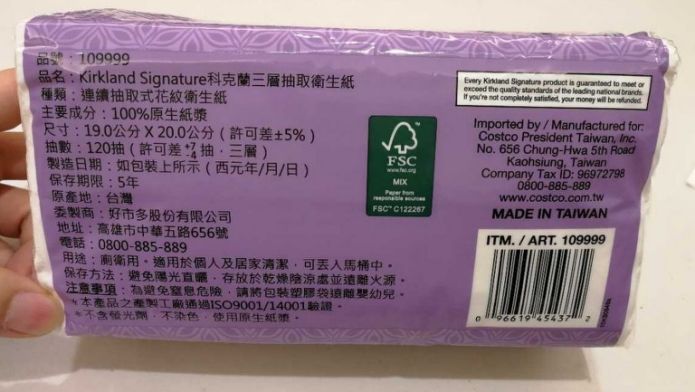 品號：109999
品名：Kirkland Signature科克蘭三層抽取衛生紙
種類：連續抽取式花紋衛生紙
主要成分：100%原生紙漿
尺寸：19.0公分 X 20.0公分（許可差±5%）
抽數：120抽（許可差+7 -4抽，三層）
製造日期：如包裝上所示（西元年/月/日）
保存期限：5年
原產地：台灣
委製商：好市多股份有限公司
地址：高雄市中華五路656號
電話：0800-885-889
用途：廁衛用。適用於個人及居家清潔，可丟入馬桶中。
保存方法：避免陽光直曬，存放於乾燥陰涼處並遠離火源。
注意事項：為避免窒息危險，請將包裝塑膠袋遠離嬰幼兒。
*本產品之產製工廠通過ISO9001/14001驗證。
*不含螢光劑，不染色，使用原生紙漿。
FSC
www.fsc.org
MIX
Paper from
responsible sources
FSC™ C122267
Every Kirkland Signature product is guaranteed to meet or
exceed the quality standards of the leading national brands.
If you're not completely satisfied, your money will be refunded.
Imported by / Manufactured for:
Costco President Taiwan, Inc.
No. 656 Chung-Hwa 5th Road
Kaohsiung, Taiwan
Company Tax ID: 96972798
0800-885-889
www.costco.com.tw
MADE IN TAIWAN
ITM. / ART. 109999
0 96619 45437 2